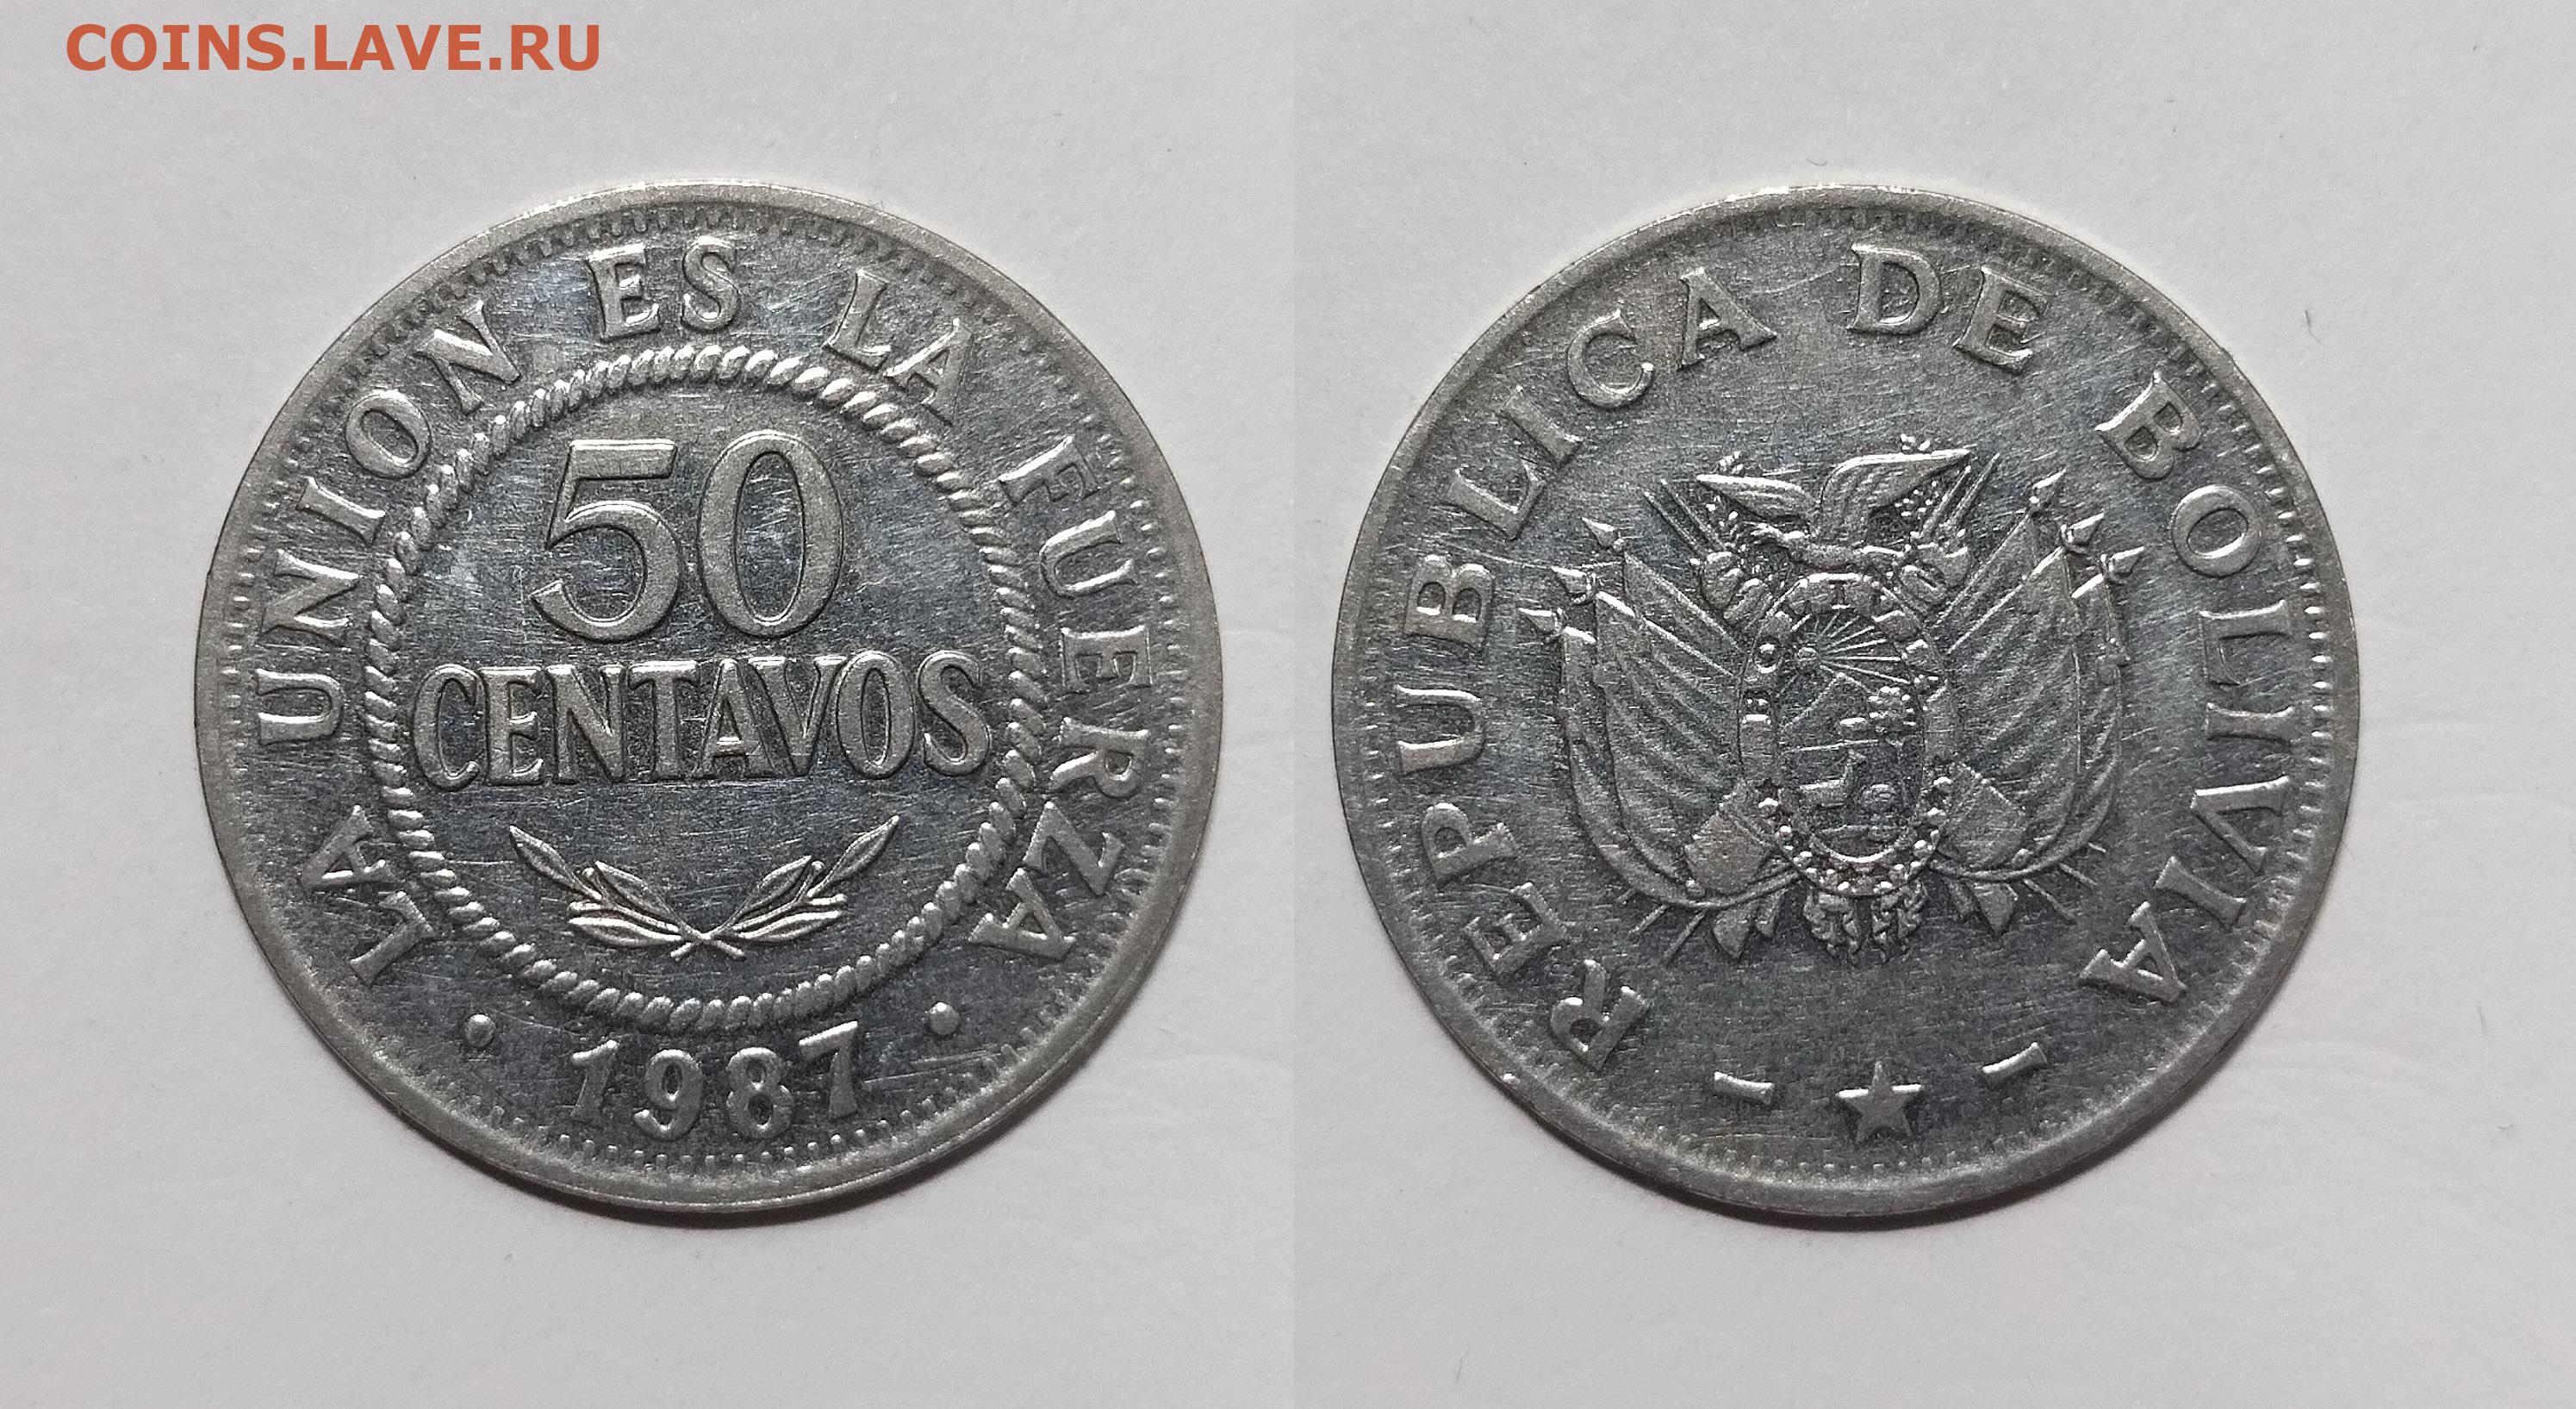 COINS.LAVE.RU
LA UNION ES LA FUERZA
50
CENTAVOS
• 1987 •
REPUBLICA DE BOLIVIA
- ★ -